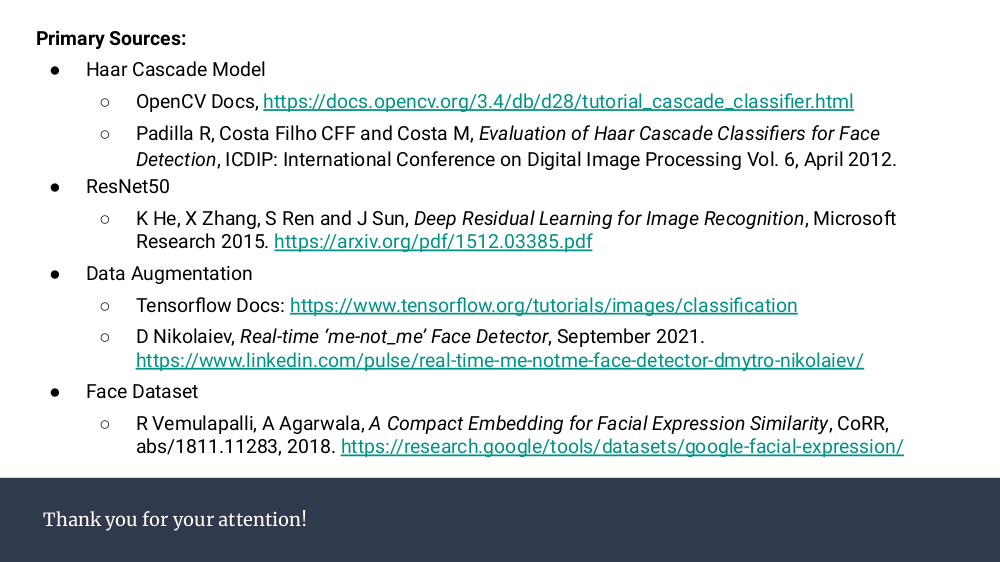 Primary Sources:
● Haar Cascade Model
○ OpenCV Docs, https://docs.opencv.org/3.4/db/d28/tutorial_cascade_classifier.html
○ Padilla R, Costa Filho CFF and Costa M, Evaluation of Haar Cascade Classifiers for Face
Detection, ICDIP: International Conference on Digital Image Processing Vol. 6, April 2012.
● ResNet50
○ K He, X Zhang, S Ren and J Sun, Deep Residual Learning for Image Recognition, Microsoft
Research 2015. https://arxiv.org/pdf/1512.03385.pdf
● Data Augmentation
○ Tensorflow Docs: https://www.tensorflow.org/tutorials/images/classification
○ D Nikolaiev, Real-time ‘me-not_me’ Face Detector, September 2021.
https://www.linkedin.com/pulse/real-time-me-notme-face-detector-dmytro-nikolaiev/
● Face Dataset
○ R Vemulapalli, A Agarwala, A Compact Embedding for Facial Expression Similarity, CoRR,
abs/1811.11283, 2018. https://research.google/tools/datasets/google-facial-expression/
Thank you for your attention!